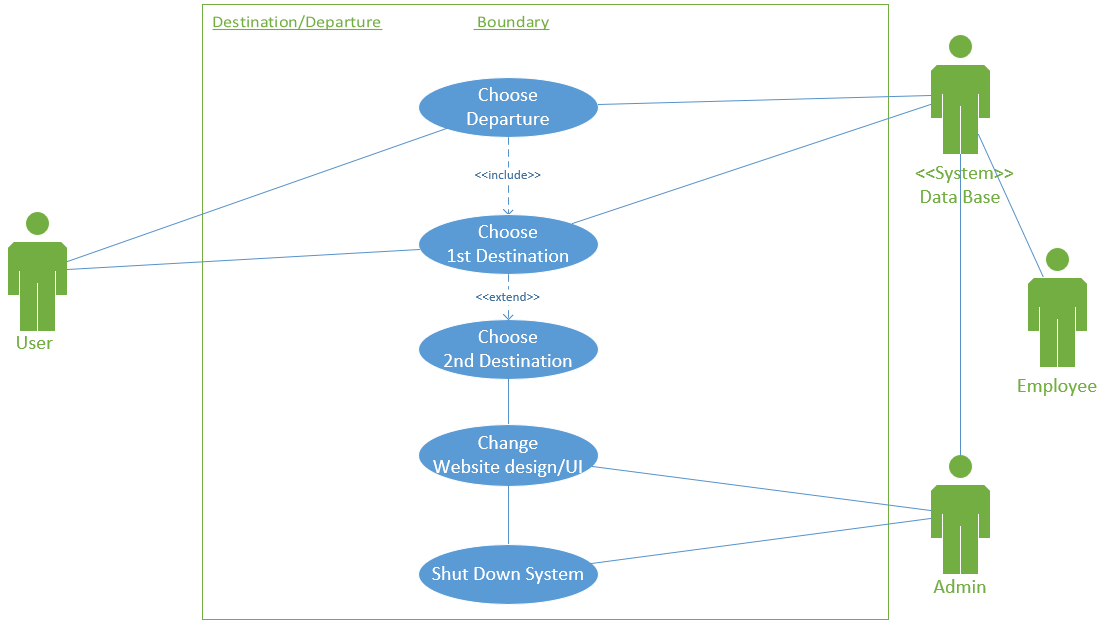 Destination/Departure Boundary
Choose
Departure
<<include>>
<<System>>
Data Base
Choose
1st Destination
<<extend>>
User
Choose
2nd Destination
Employee
Change
Website design/UI
Shut Down System
Admin